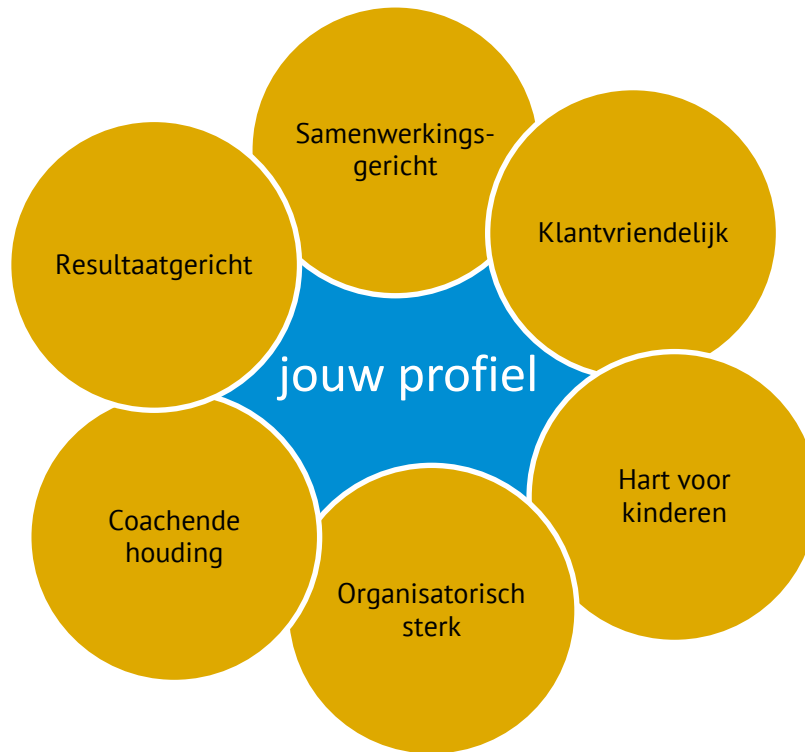 Samenwerkings-
gericht
Klantvriendelijk
Resultaatgericht
jouw profiel
Hart voor
kinderen
Coachende
houding
Organisatorisch
sterk